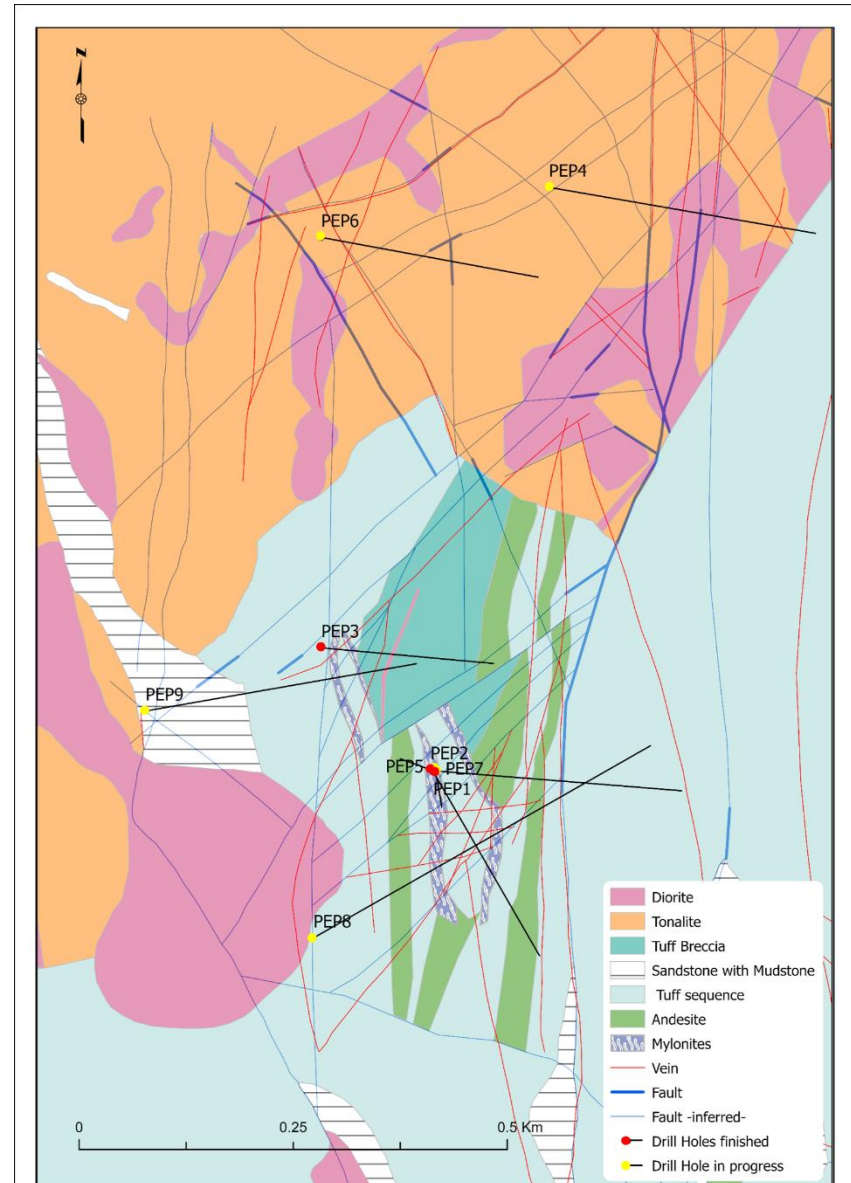 N
PEP4
PEP6
PEP3
PEP9
PEP2
PEP5
PEP7
PEP1
PEP8
Diorite
Tonalite
Tuff Breccia
Sandstone with Mudstone
Tuff sequence
Andesite
Mylonites
Vein
Fault
Fault -inferred-
Drill Holes finished
Drill Hole in progress
0 0.25 0.5 Km